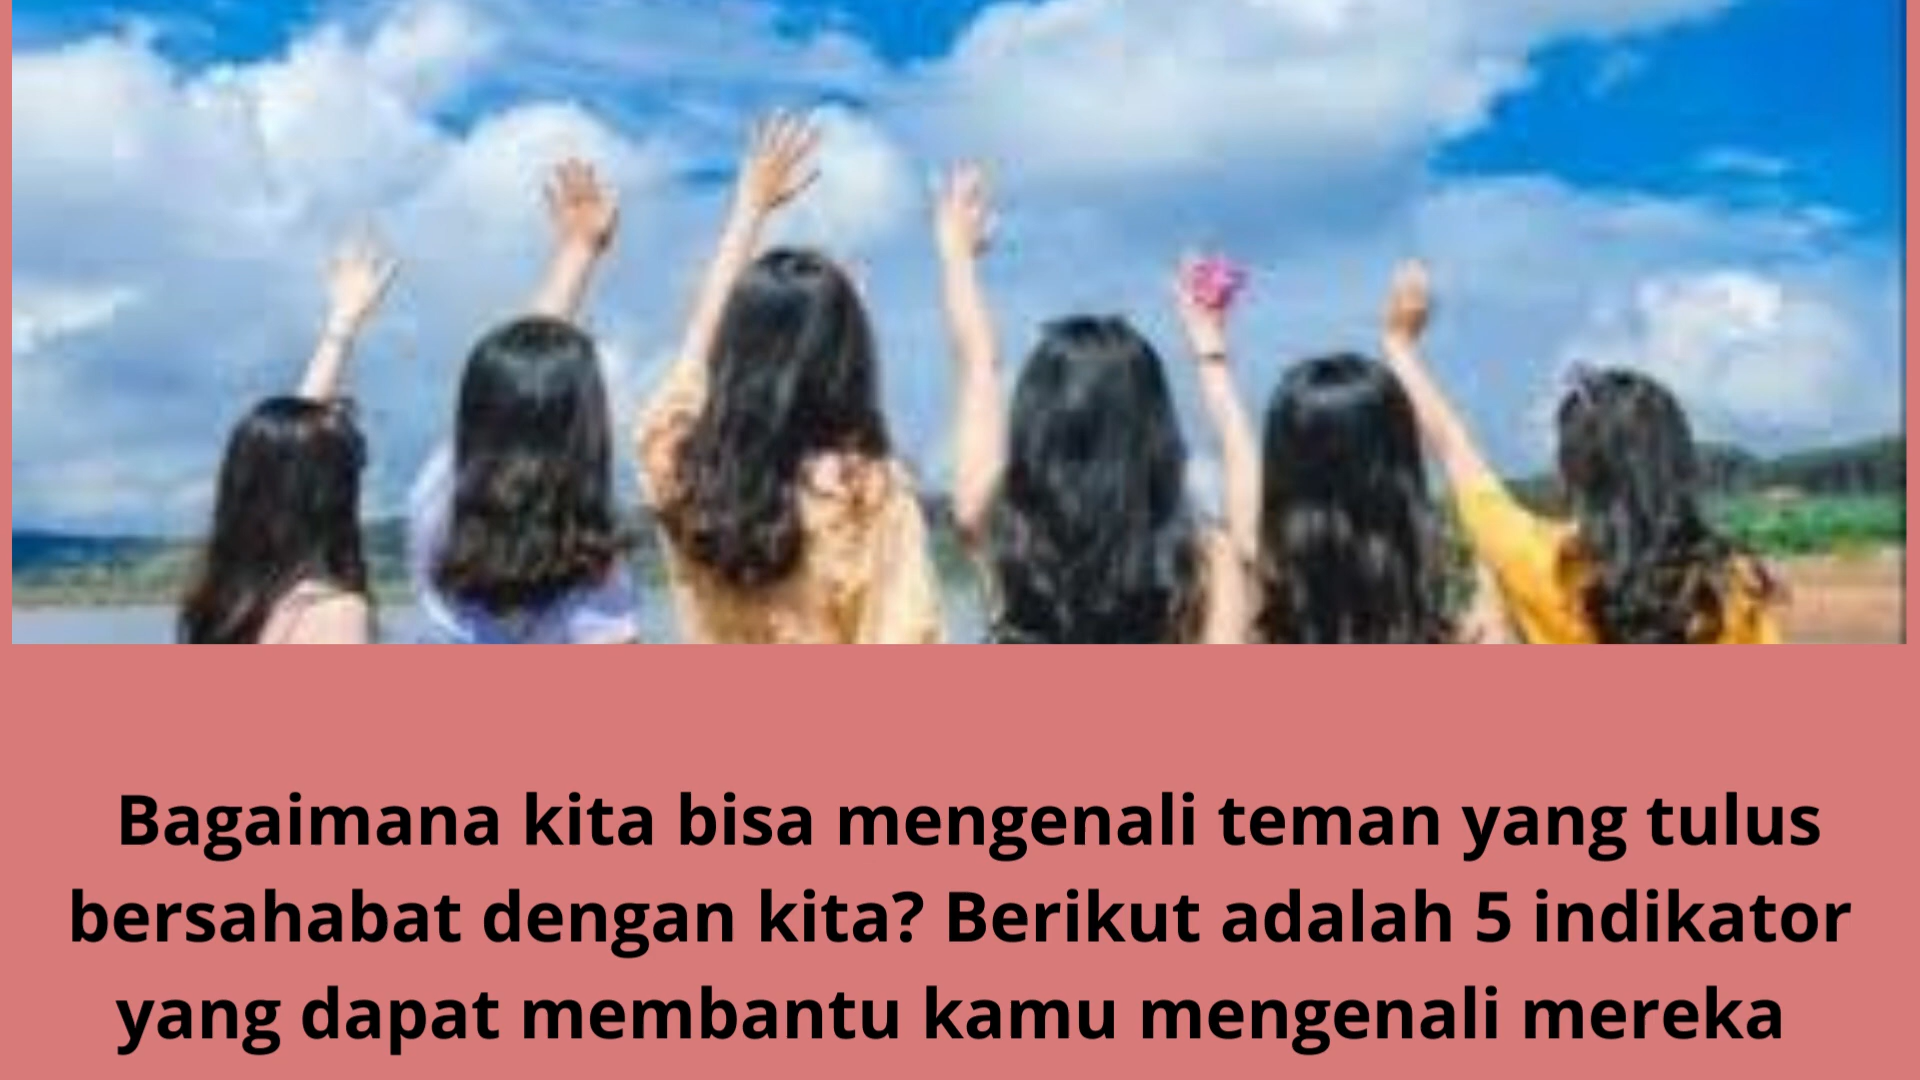 Bagaimana kita bisa mengenali teman yang tulus
bersahabat dengan kita? Berikut adalah 5 indikator
yang dapat membantu kamu mengenali mereka